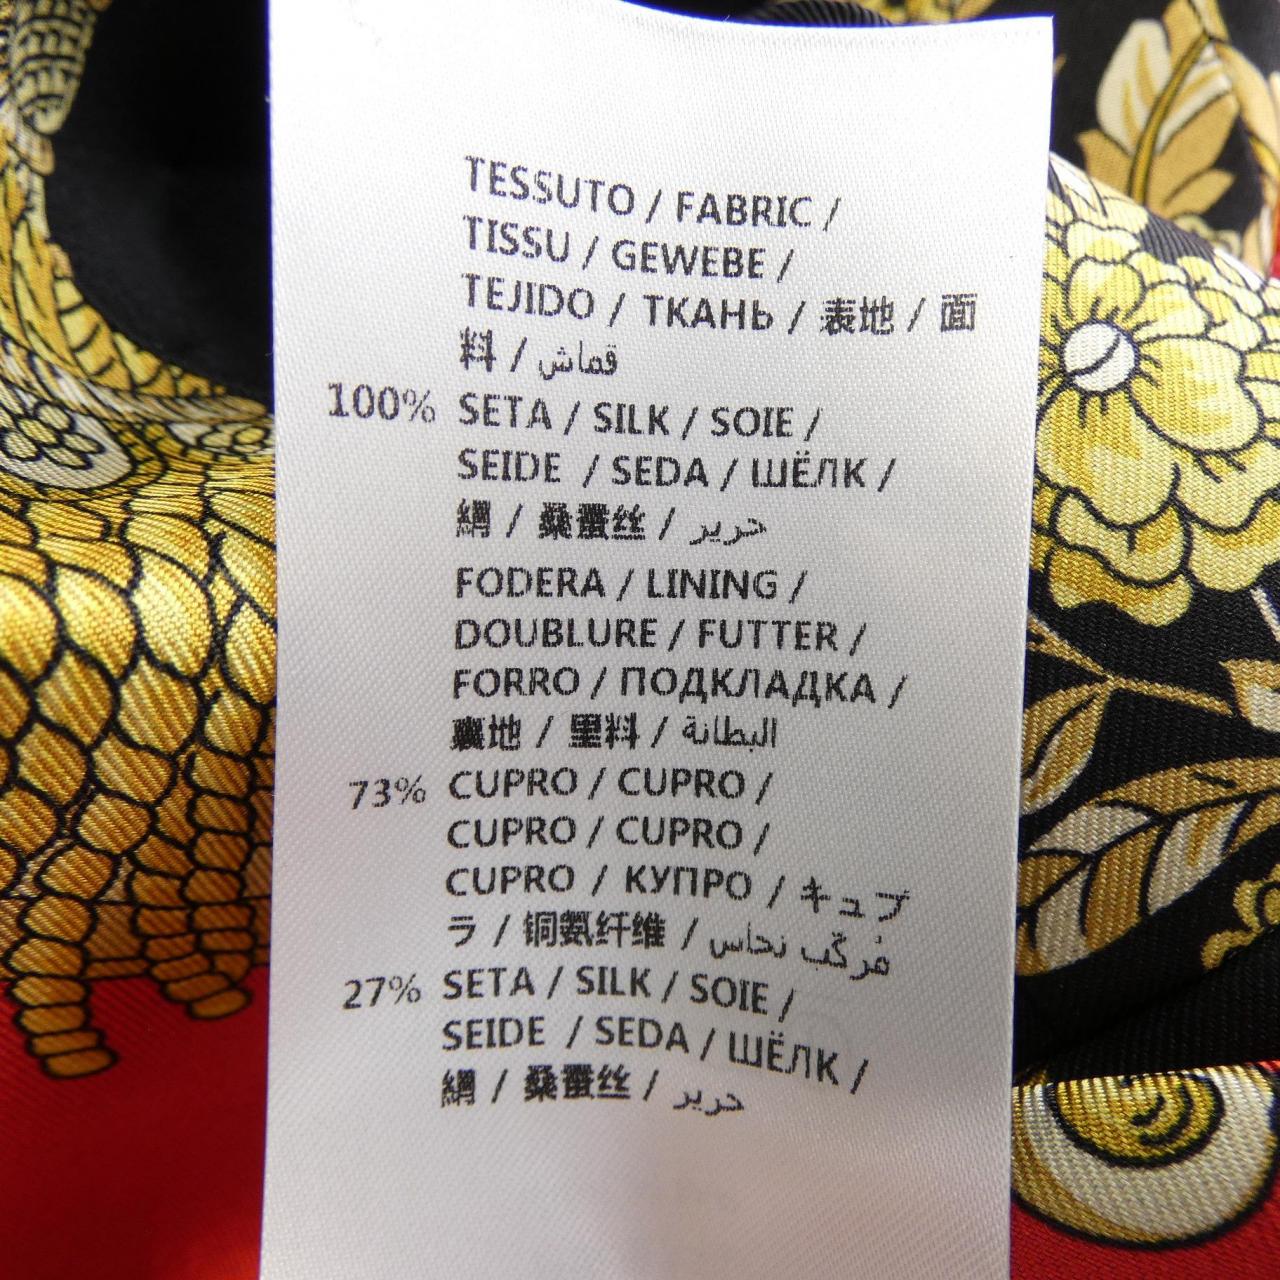 TESSUTO / FABRIC /
TISSU / GEWEBE /
TEJIDO / ТКАНЬ / 表地 / 面
料 / قماش
100% SETA / SILK / SOIE /
SEIDE / SEDA / ШЁЛК /
絹 / 桑蚕丝 / حرير
FODERA / LINING /
DOUBLURE / FUTTER /
FORRO / ПОДКЛАДКА /
裏地 / 里料 / البطانة
73% CUPRO / CUPRO /
CUPRO / CUPRO /
CUPRO / КУПРО / キュプ
ラ / 铜氨纤维 / مُركّب نحاس
27% SETA / SILK / SOIE /
SEIDE / SEDA / ШЁЛК /
絹 / 桑蚕丝 / حرير